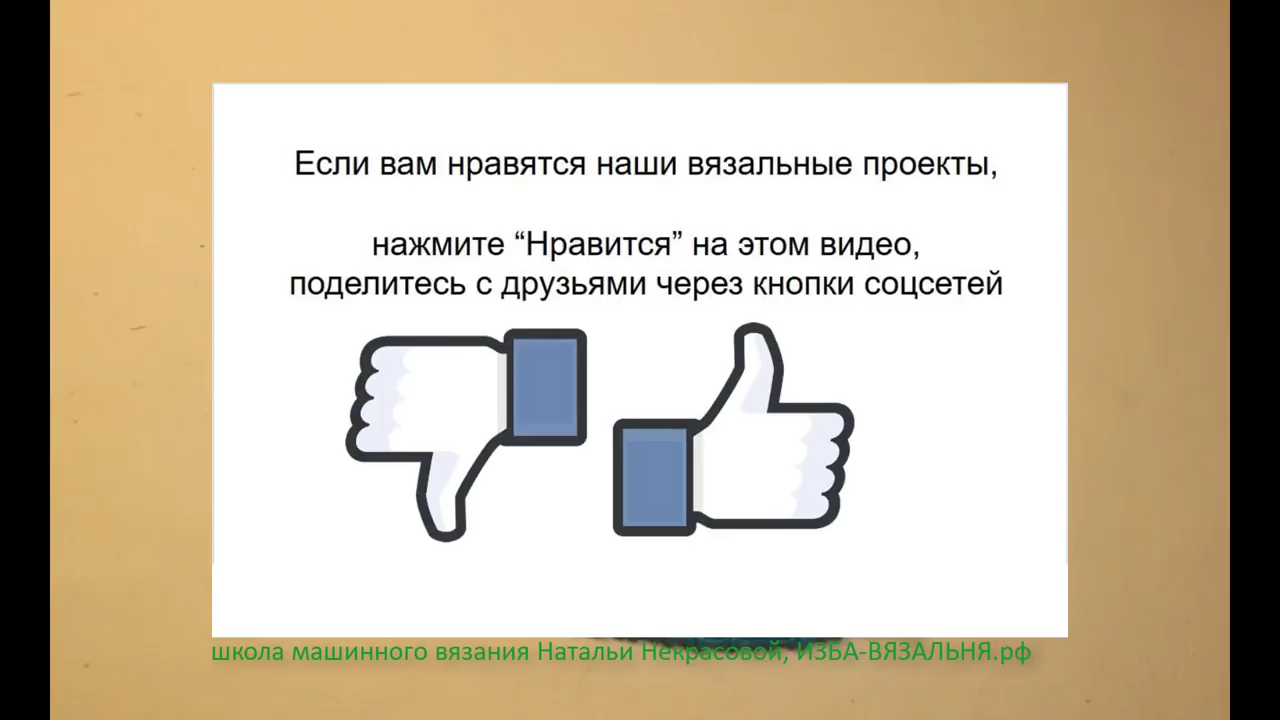 Если вам нравятся наши вязальные проекты,
нажмите “Нравится” на этом видео,
поделитесь с друзьями через кнопки соцсетей
школа машинного вязания Натальи Некрасовой, ИЗБА-ВЯЗАЛЬНЯ.рф